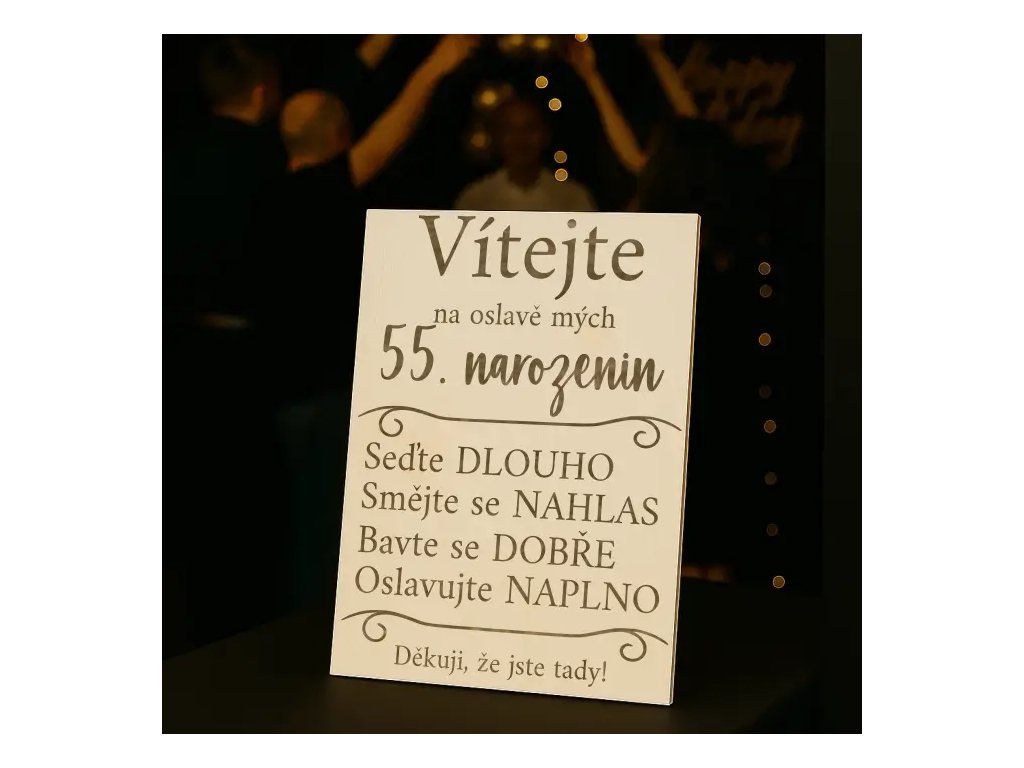 happy
Vítejte
na oslavě mých
55. narozenin
Seďte DLOUHO
Smějte se NAHLAS
Bavte se DOBŘE
Oslavujte NAPLNO
Děkuji, že jste tady!